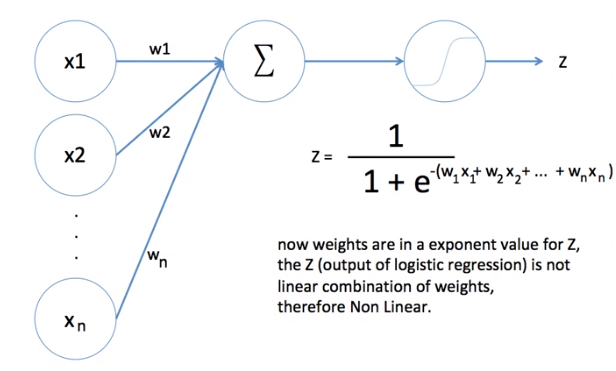 x1
w1
Σ
z
x2
w2
.
.
.
wn
xn
z =
1
1 + e-(w1x1+ w2x2+ ... + wnxn)
now weights are in a exponent value for Z,
the Z (output of logistic regression) is not
linear combination of weights,
therefore Non Linear.